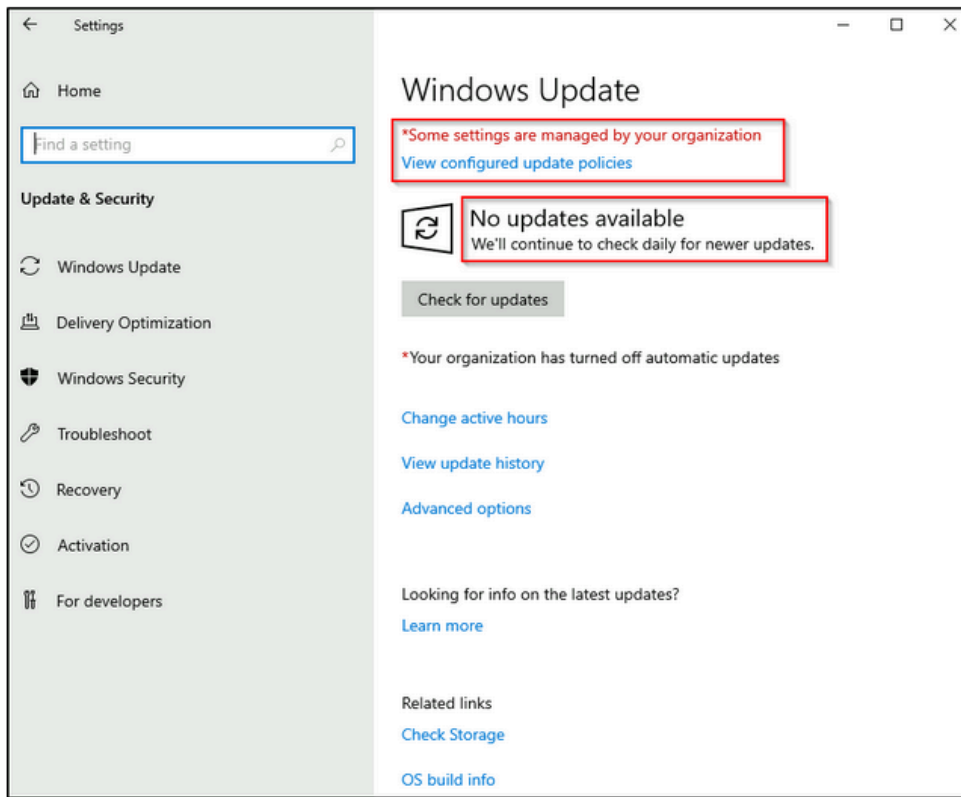 Settings
Home
Find a setting
Update & Security
Windows Update
Delivery Optimization
Windows Security
Troubleshoot
Recovery
Activation
For developers
Windows Update
*Some settings are managed by your organization
View configured update policies
No updates available
We'll continue to check daily for newer updates.
Check for updates
*Your organization has turned off automatic updates
Change active hours
View update history
Advanced options
Looking for info on the latest updates?
Learn more
Related links
Check Storage
OS build info